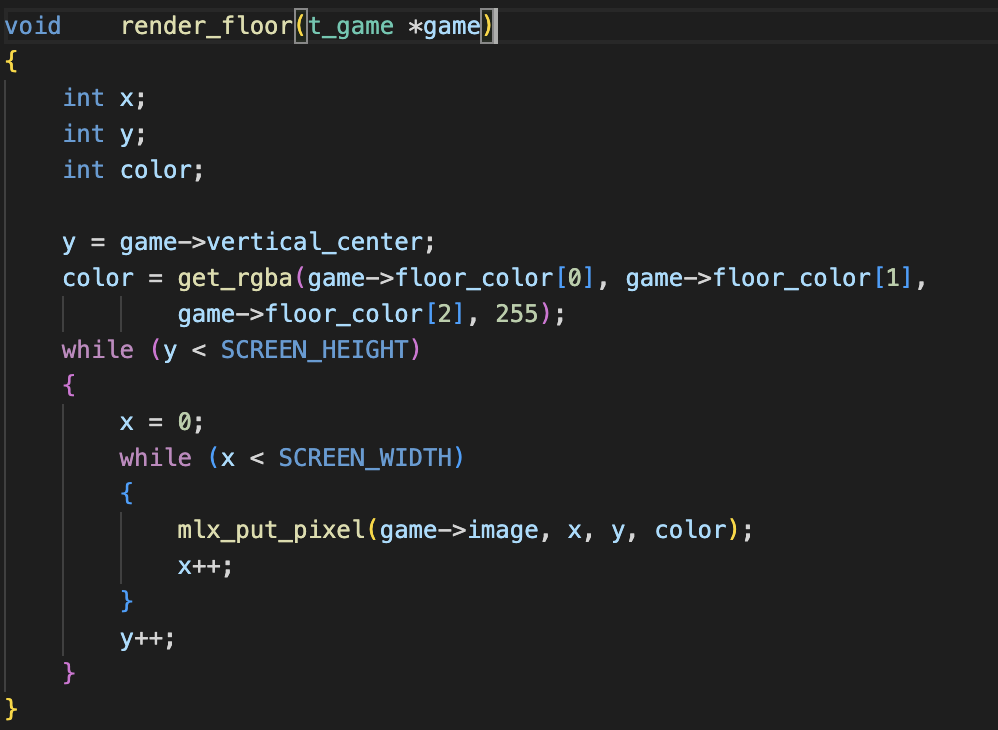 void    render_floor(t_game *game)
{
    int x;
    int y;
    int color;

    y = game->vertical_center;
    color = get_rgba(game->floor_color[0], game->floor_color[1],
            game->floor_color[2], 255);
    while (y < SCREEN_HEIGHT)
    {
        x = 0;
        while (x < SCREEN_WIDTH)
        {
            mlx_put_pixel(game->image, x, y, color);
            x++;
        }
        y++;
    }
}